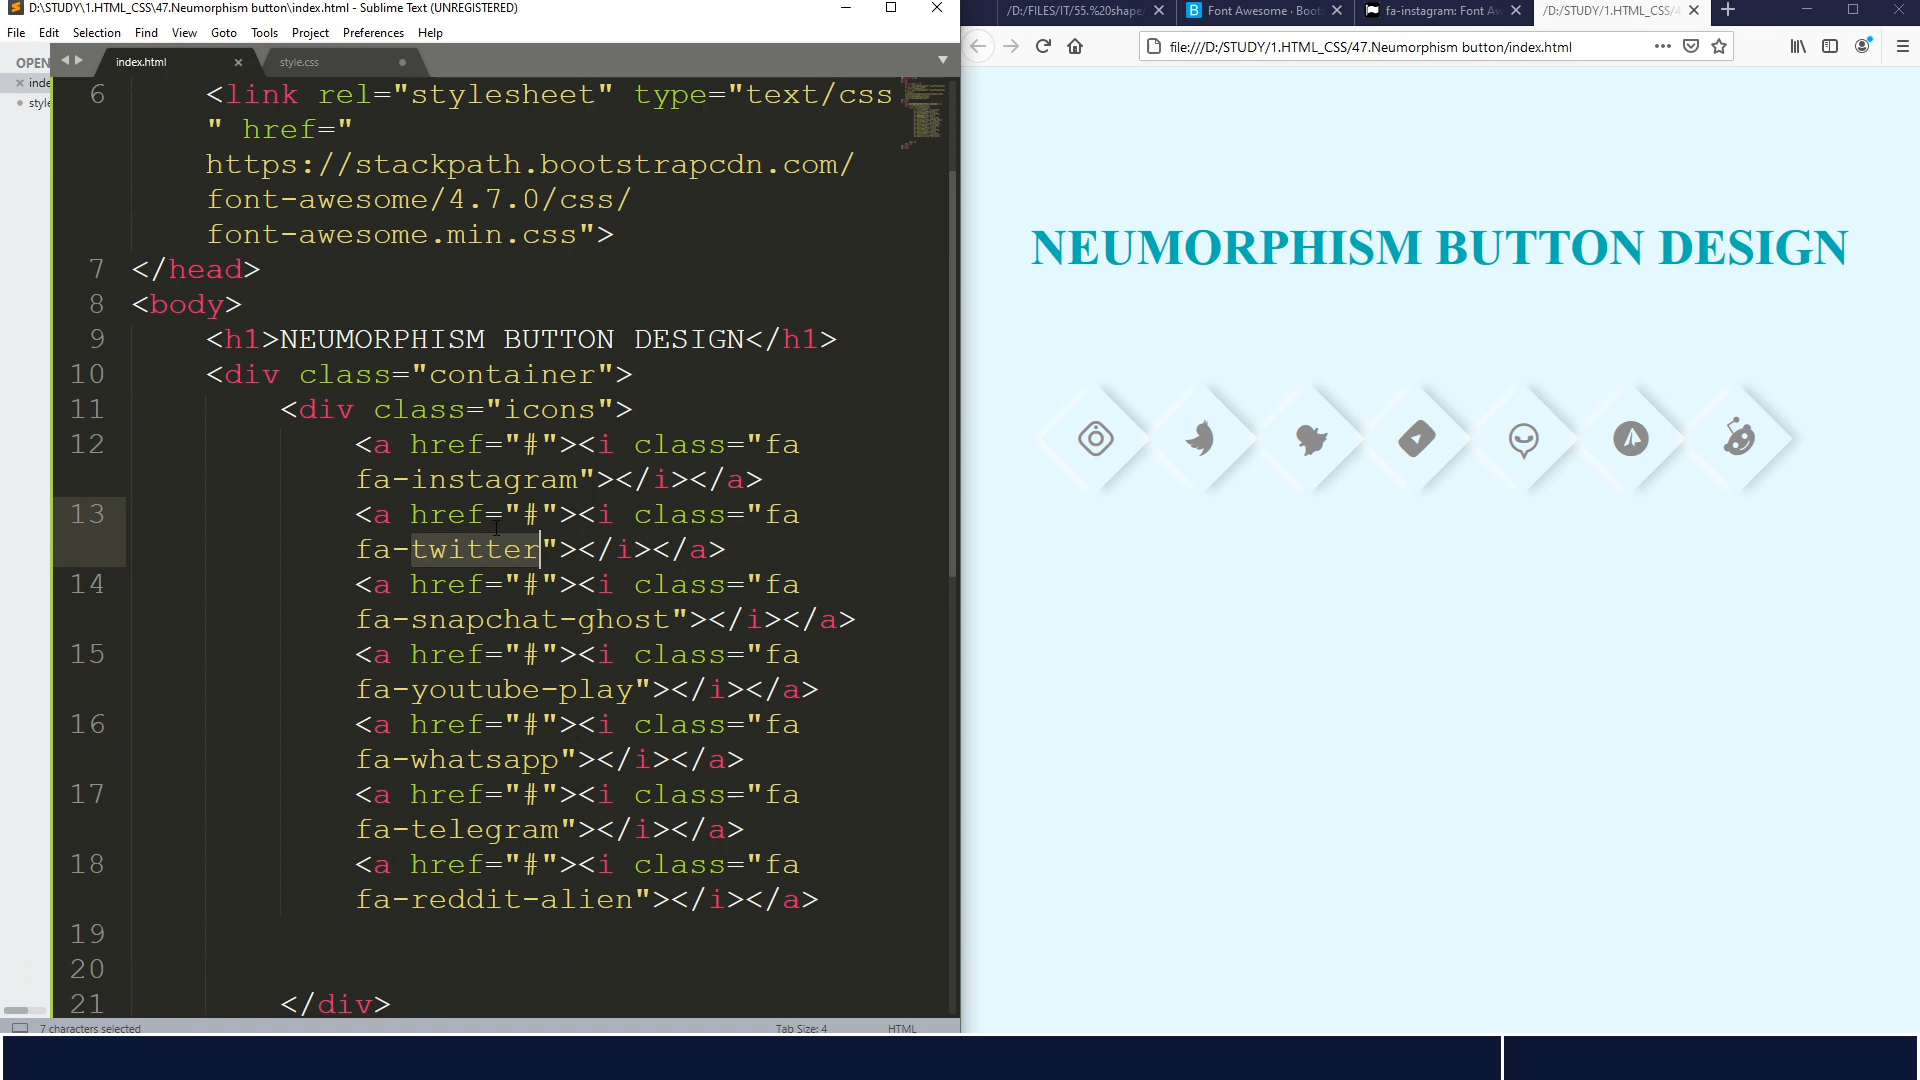 D:\STUDY\1.HTML_CSS\47.Neumorphism button\index.html - Sublime Text (UNREGISTERED)
File Edit Selection Find View Goto Tools Project Preferences Help
OPEN
inde
style
index.html
style.css
6 <link rel="stylesheet" type="text/css
" href="
https://stackpath.bootstrapcdn.com/
font-awesome/4.7.0/css/
font-awesome.min.css">
7 </head>
8 <body>
9 <h1>NEUMORPHISM BUTTON DESIGN</h1>
10 <div class="container">
11 <div class="icons">
12 <a href="#"><i class="fa
fa-instagram"></i></a>
13 <a href="#"><i class="fa
fa-twitter"></i></a>
14 <a href="#"><i class="fa
fa-snapchat-ghost"></i></a>
15 <a href="#"><i class="fa
fa-youtube-play"></i></a>
16 <a href="#"><i class="fa
fa-whatsapp"></i></a>
17 <a href="#"><i class="fa
fa-telegram"></i></a>
18 <a href="#"><i class="fa
fa-reddit-alien"></i></a>
19
20
21 </div>
7 characters selected
Tab Size: 4
HTML
/D:/FILES/IT/55.%20shape/
B Font Awesome · Boots
fa-instagram: Font Aw
/D:/STUDY/1.HTML_CSS/4
file:///D:/STUDY/1.HTML_CSS/47.Neumorphism button/index.html
NEUMORPHISM BUTTON DESIGN